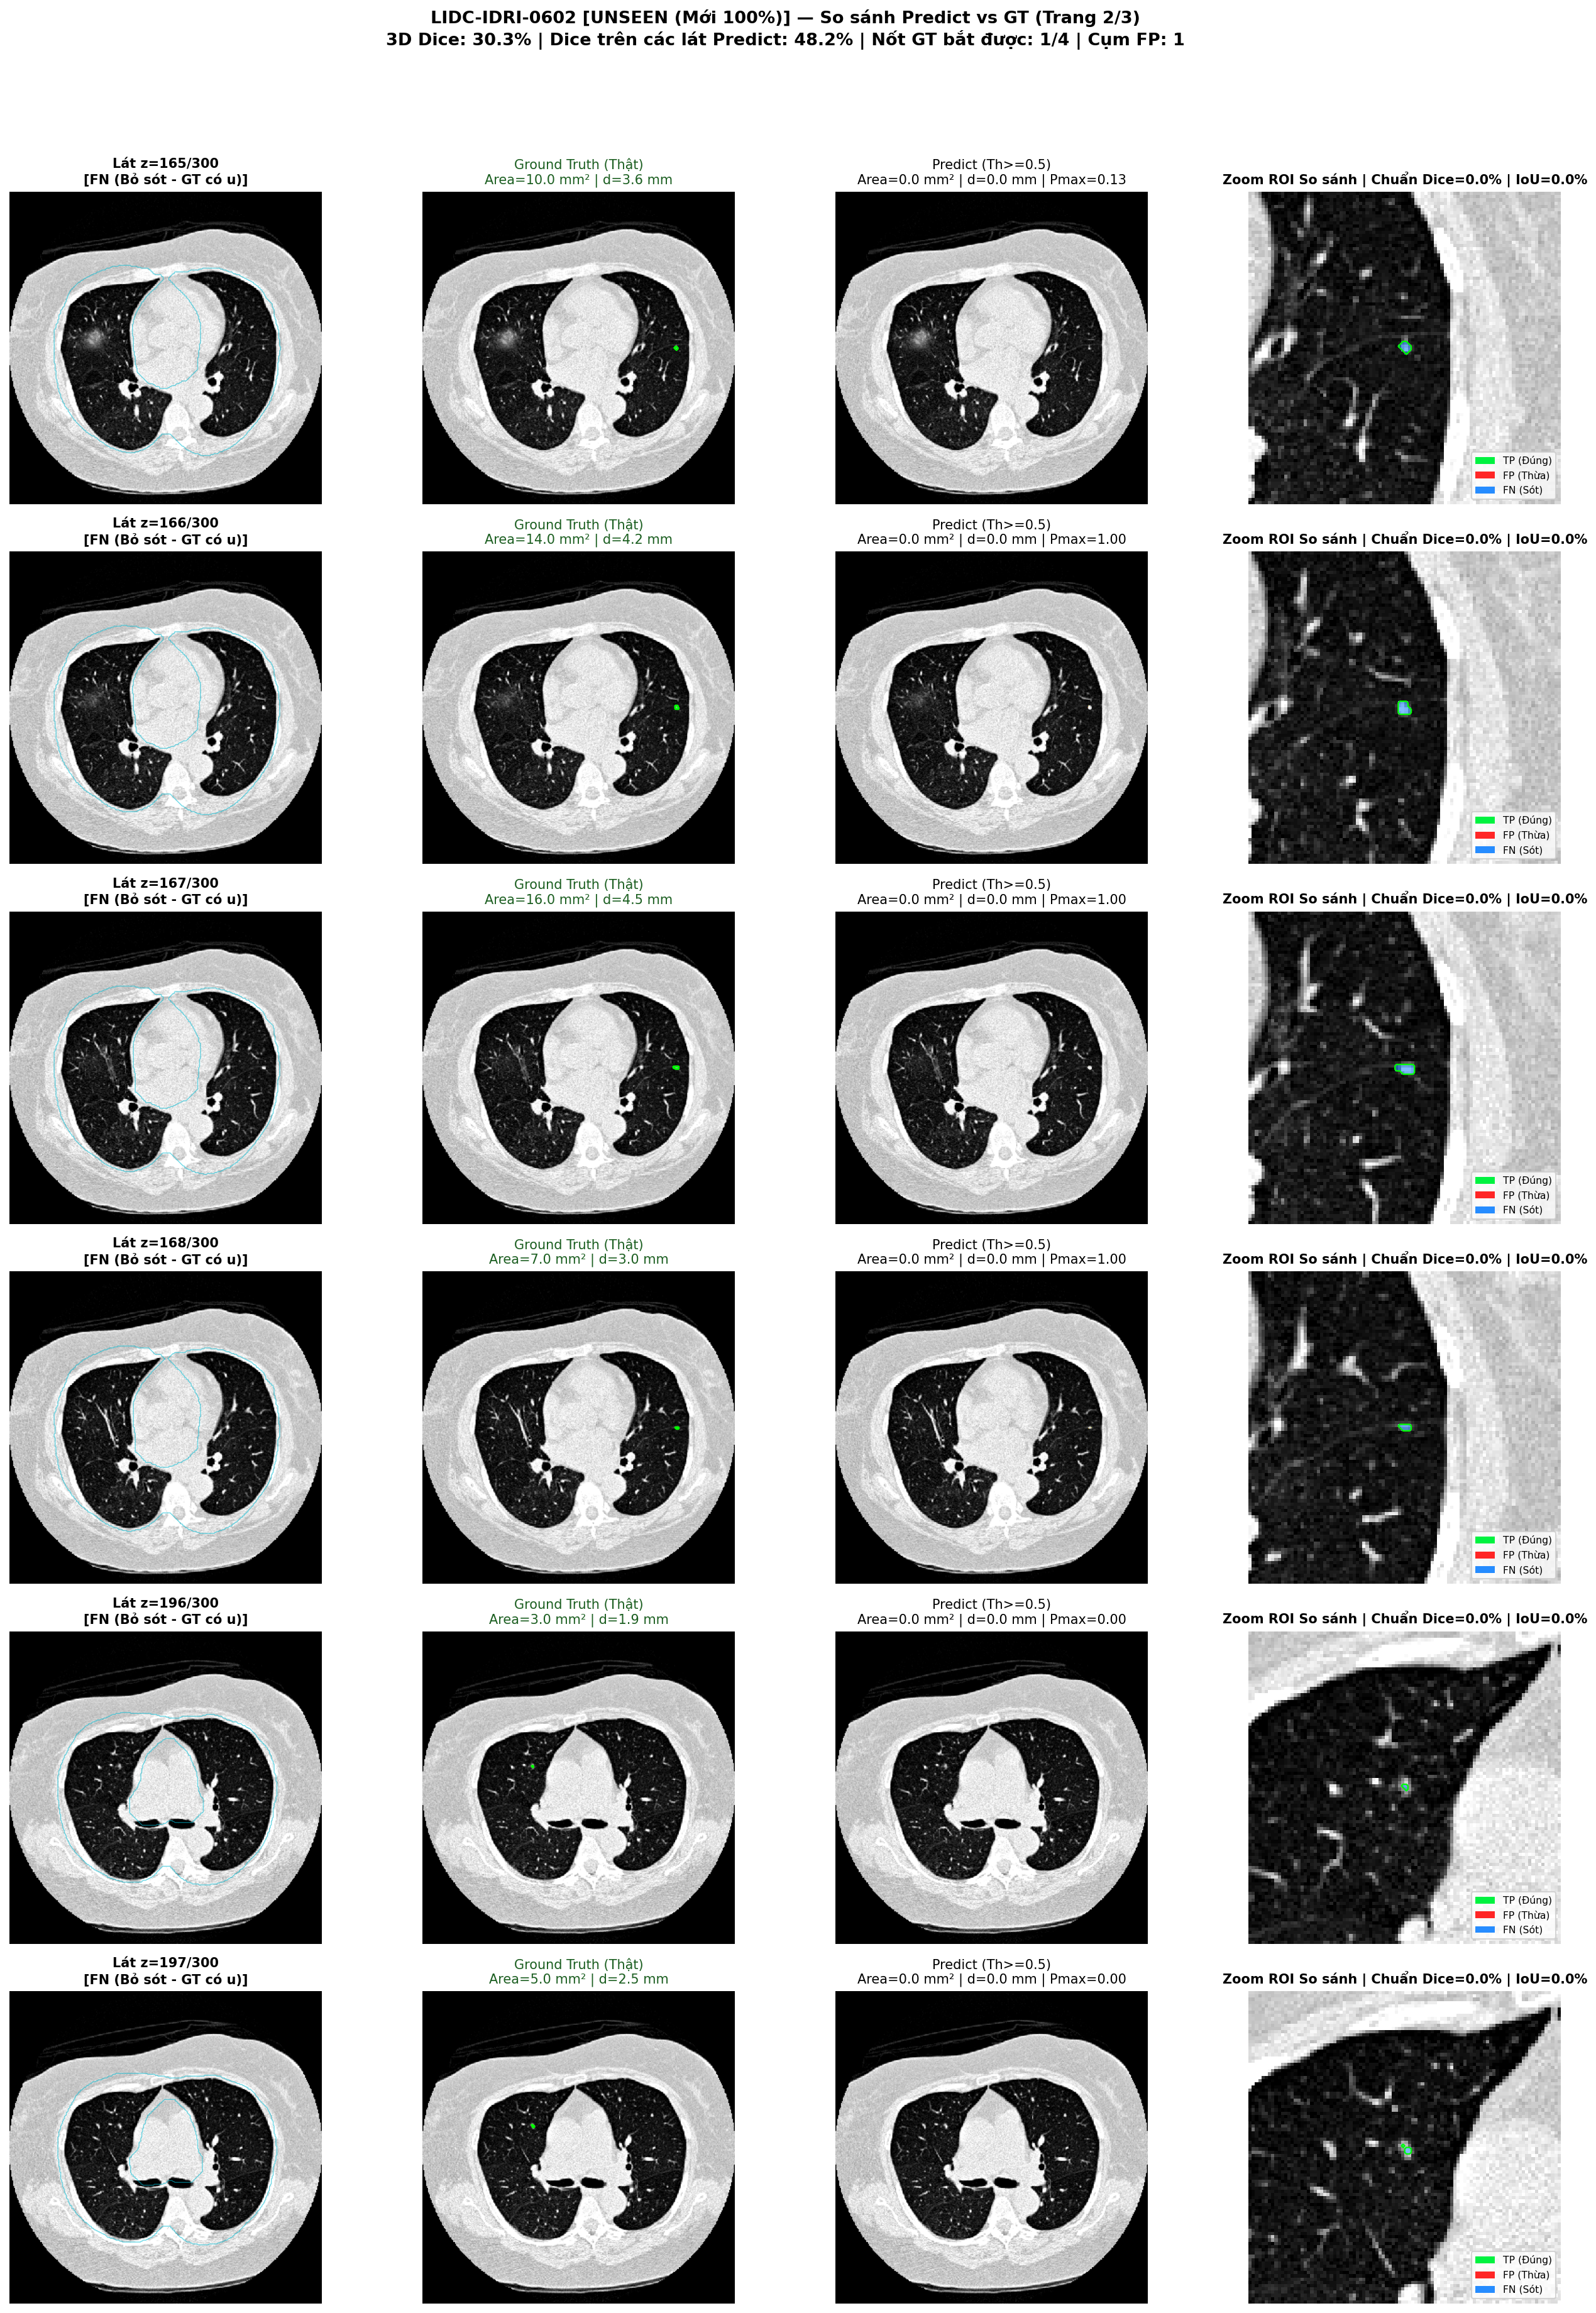 LIDC-IDRI-0602 [UNSEEN (Mới 100%)] — So sánh Predict vs GT (Trang 2/3)
3D Dice: 30.3% | Dice trên các lát Predict: 48.2% | Nốt GT bắt được: 1/4 | Cụm FP: 1
Lát z=165/300
[FN (Bỏ sót - GT có u)]
Ground Truth (Thật)
Area=10.0 mm² | d=3.6 mm
Predict (Th>=0.5)
Area=0.0 mm² | d=0.0 mm | Pmax=0.13
Zoom ROI So sánh | Chuẩn Dice=0.0% | IoU=0.0%
TP (Đúng)
FP (Thừa)
FN (Sót)
Lát z=166/300
[FN (Bỏ sót - GT có u)]
Ground Truth (Thật)
Area=14.0 mm² | d=4.2 mm
Predict (Th>=0.5)
Area=0.0 mm² | d=0.0 mm | Pmax=1.00
Zoom ROI So sánh | Chuẩn Dice=0.0% | IoU=0.0%
TP (Đúng)
FP (Thừa)
FN (Sót)
Lát z=167/300
[FN (Bỏ sót - GT có u)]
Ground Truth (Thật)
Area=16.0 mm² | d=4.5 mm
Predict (Th>=0.5)
Area=0.0 mm² | d=0.0 mm | Pmax=1.00
Zoom ROI So sánh | Chuẩn Dice=0.0% | IoU=0.0%
TP (Đúng)
FP (Thừa)
FN (Sót)
Lát z=168/300
[FN (Bỏ sót - GT có u)]
Ground Truth (Thật)
Area=7.0 mm² | d=3.0 mm
Predict (Th>=0.5)
Area=0.0 mm² | d=0.0 mm | Pmax=1.00
Zoom ROI So sánh | Chuẩn Dice=0.0% | IoU=0.0%
TP (Đúng)
FP (Thừa)
FN (Sót)
Lát z=196/300
[FN (Bỏ sót - GT có u)]
Ground Truth (Thật)
Area=3.0 mm² | d=1.9 mm
Predict (Th>=0.5)
Area=0.0 mm² | d=0.0 mm | Pmax=0.00
Zoom ROI So sánh | Chuẩn Dice=0.0% | IoU=0.0%
TP (Đúng)
FP (Thừa)
FN (Sót)
Lát z=197/300
[FN (Bỏ sót - GT có u)]
Ground Truth (Thật)
Area=5.0 mm² | d=2.5 mm
Predict (Th>=0.5)
Area=0.0 mm² | d=0.0 mm | Pmax=0.00
Zoom ROI So sánh | Chuẩn Dice=0.0% | IoU=0.0%
TP (Đúng)
FP (Thừa)
FN (Sót)